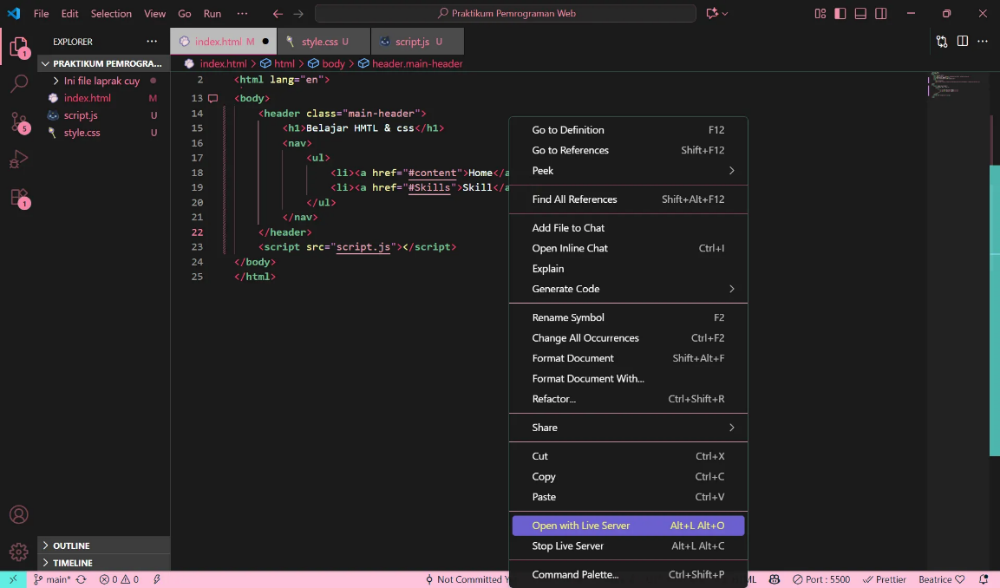 File Edit Selection View Go Run ··· Praktikum Pemrograman Web
EXPLORER ···
index.html M
style.css U
script.js U
PRAKTIKUM PEMROGRA...
index.html > html > body > header.main-header
Ini file laprak cuy
index.html M
script.js U
style.css U
2 <html lang="en">
13 <body>
14 <header class="main-header">
15 <h1>Belajar HMTL & css</h1>
16 <nav>
17 <ul>
18 <li><a href="#content">Home</a
19 <li><a href="#Skills">Skill</a
20 </ul>
21 </nav>
22 </header>
23 <script src="script.js"></script>
24 </body>
25 </html>
Go to Definition F12
Go to References Shift+F12
Peek
Find All References Shift+Alt+F12
Add File to Chat
Open Inline Chat Ctrl+I
Explain
Generate Code
Rename Symbol F2
Change All Occurrences Ctrl+F2
Format Document Shift+Alt+F
Format Document With...
Refactor... Ctrl+Shift+R
Share
Cut Ctrl+X
Copy Ctrl+C
Paste Ctrl+V
Open with Live Server Alt+L Alt+O
Stop Live Server Alt+L Alt+C
Command Palette... Ctrl+Shift+P
1
5
1
OUTLINE
TIMELINE
main* 0 0 Not Committed Port : 5500 Prettier Beatrice ♡